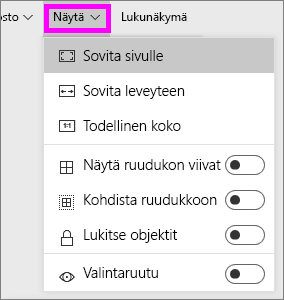 osto Näytä Lukunäkymä
Sovita sivulle
Sovita leveyteen
Todellinen koko
Näytä ruudukon viivat
Kohdista ruudukkoon
Lukitse objektit
Valintaruutu